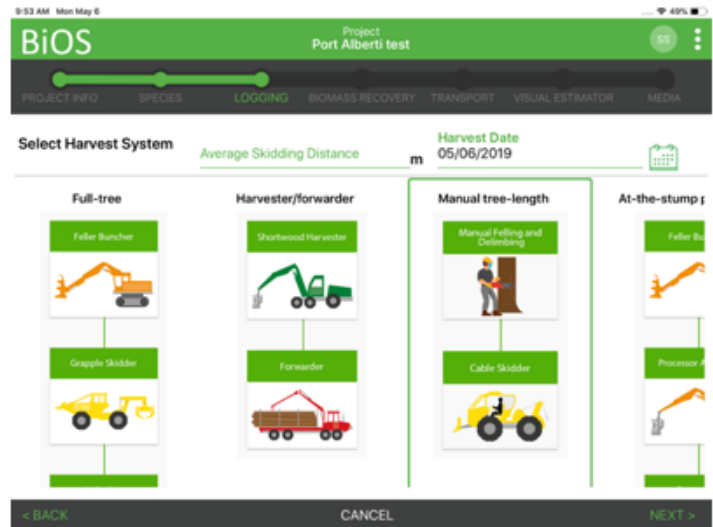 9:53 AM Mon May 6
49%
BiOS
Project
Port Alberti test
SS
PROJECT INFO SPECIES LOGGING BIOMASS RECOVERY TRANSPORT VISUAL ESTIMATOR MEDIA
Select Harvest System
Average Skidding Distance m
Harvest Date
05/06/2019
Full-tree Harvester/forwarder Manual tree-length At-the-stump
Feller Buncher Shortwood Harvester Manual Felling and Delimbing Feller Bu
Grapple Skidder Forwarder Cable Skidder Processor A
< BACK CANCEL NEXT >